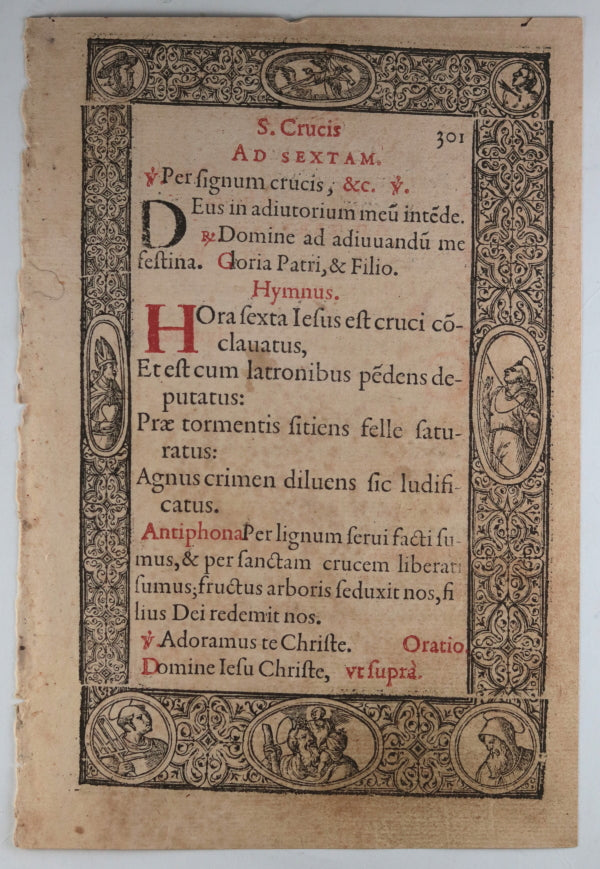 S. Crucis
301
AD SEXTAM.
℣ Per ſignum crucis, &c. ℣.
DEus in adiutorium meū intēde.
℟ Domine ad adiuuandū me
feſtina. Gloria Patri, & Filio.
Hymnus.
HOra ſexta Ieſus eſt cruci cō-
clauatus,
Et eſt cum latronibus pēdens de-
putatus:
Præ tormentis ſitiens felle ſatu-
ratus:
Agnus crimen diluens ſic ludifi-
catus.
Antiphona Per lignum ſerui facti ſu-
mus, & per ſanctam crucem liberati
ſumus; fructus arboris ſeduxit nos, fi
lius Dei redemit nos.
℣ Adoramus te Chriſte. Oratio.
Domine Ieſu Chriſte, vt ſuprà.